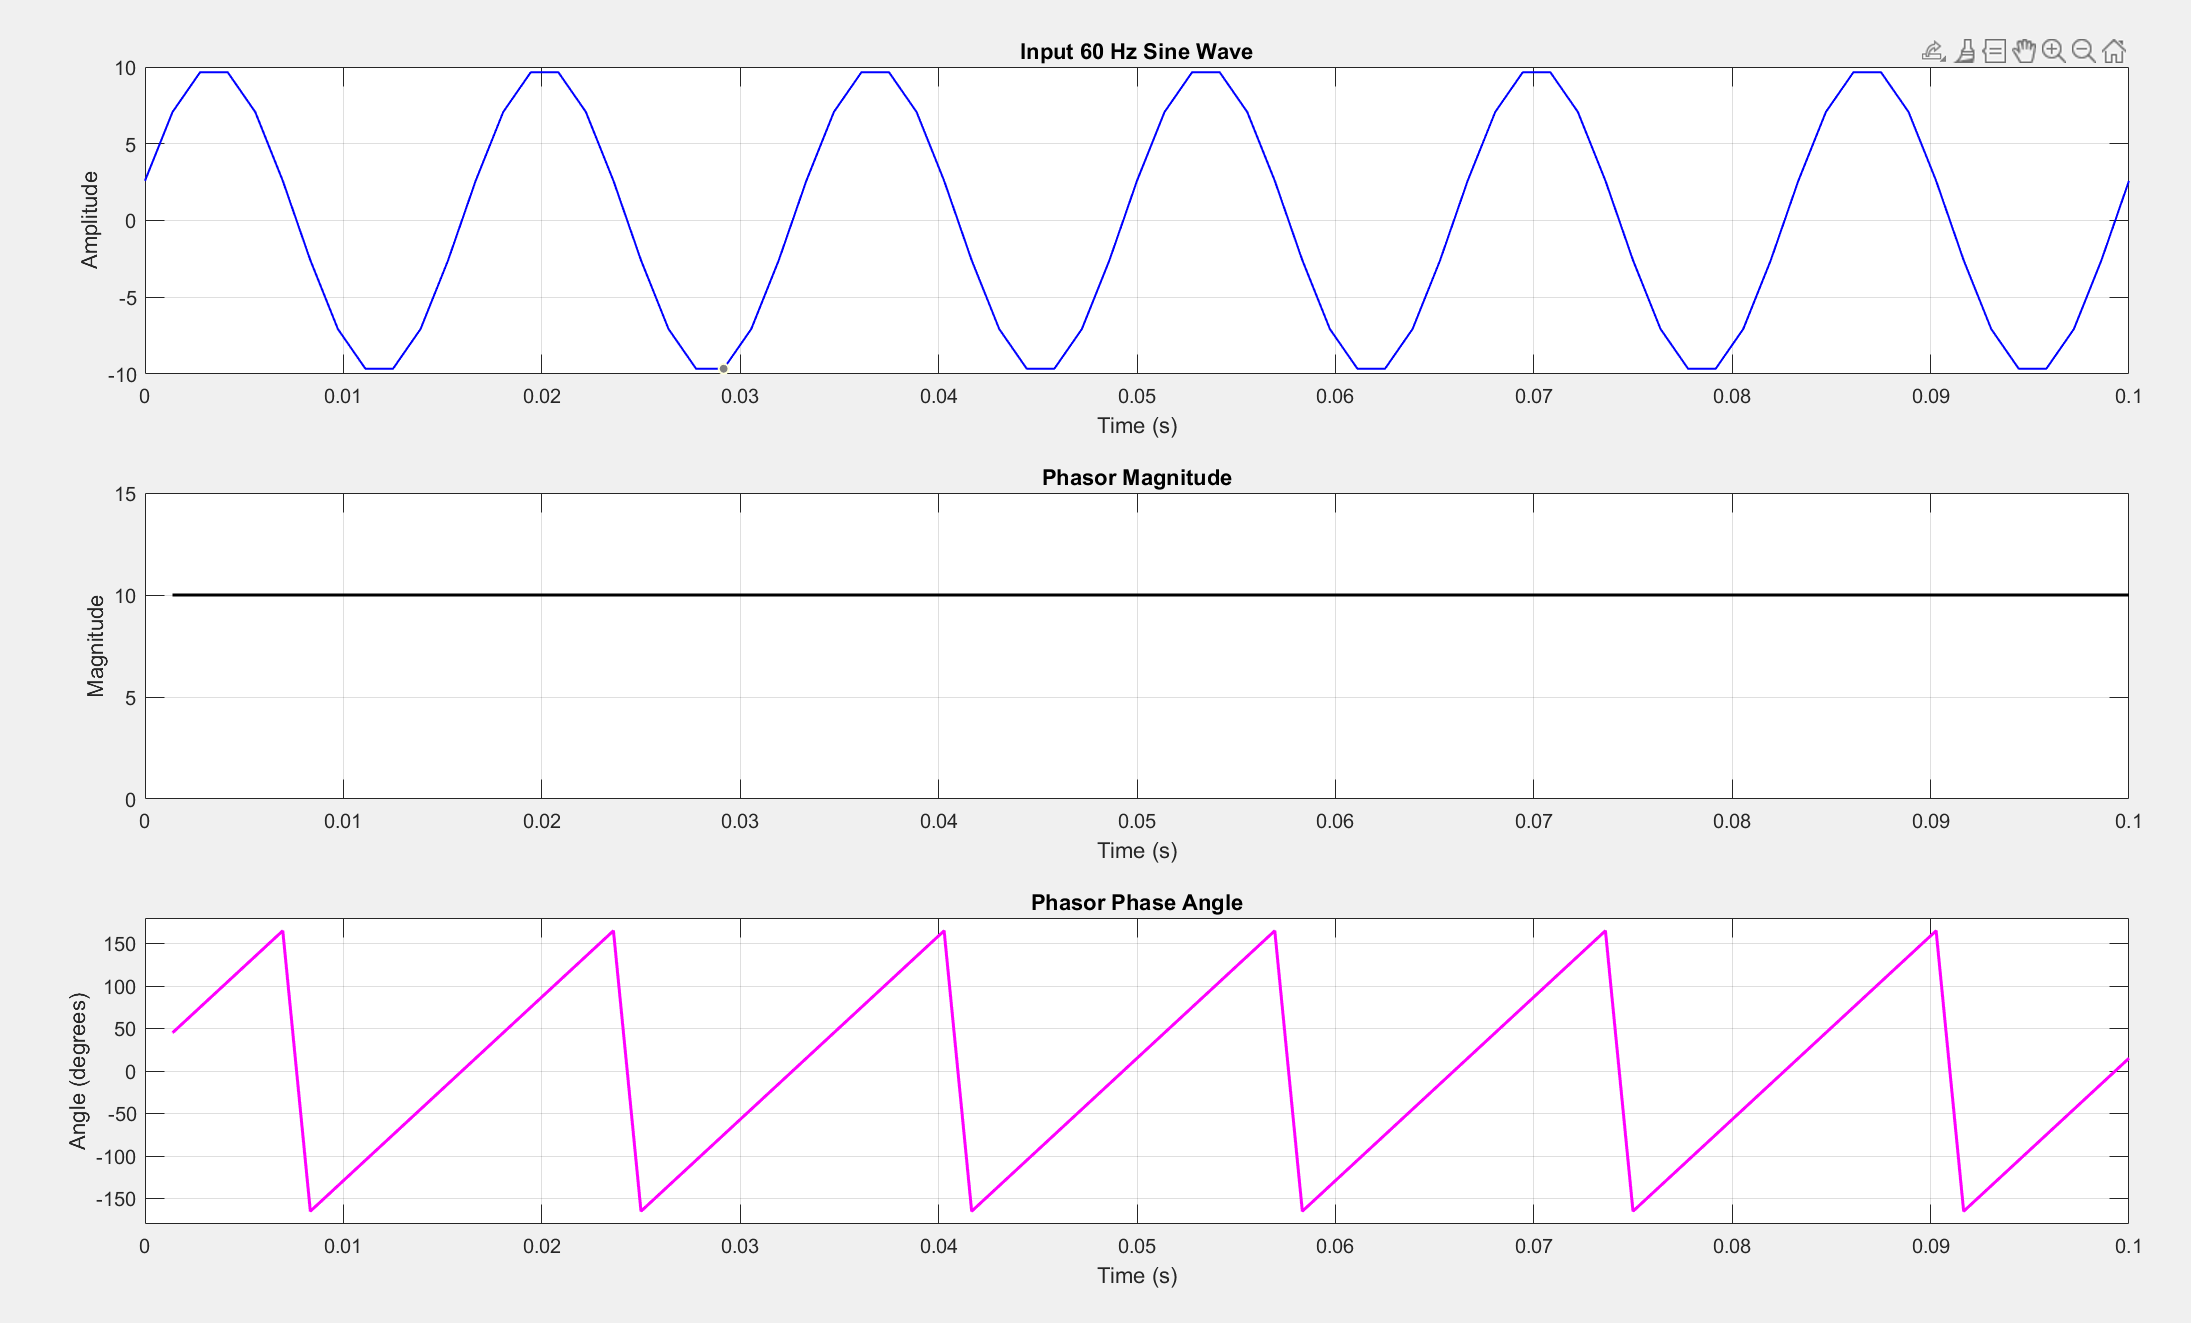 Input 60 Hz Sine Wave
10
5
0
-5
-10
Amplitude
0 0.01 0.02 0.03 0.04 0.05 0.06 0.07 0.08 0.09 0.1
Time (s)
Phasor Magnitude
15
10
5
0
Magnitude
0 0.01 0.02 0.03 0.04 0.05 0.06 0.07 0.08 0.09 0.1
Time (s)
Phasor Phase Angle
150
100
50
0
-50
-100
-150
Angle (degrees)
0 0.01 0.02 0.03 0.04 0.05 0.06 0.07 0.08 0.09 0.1
Time (s)